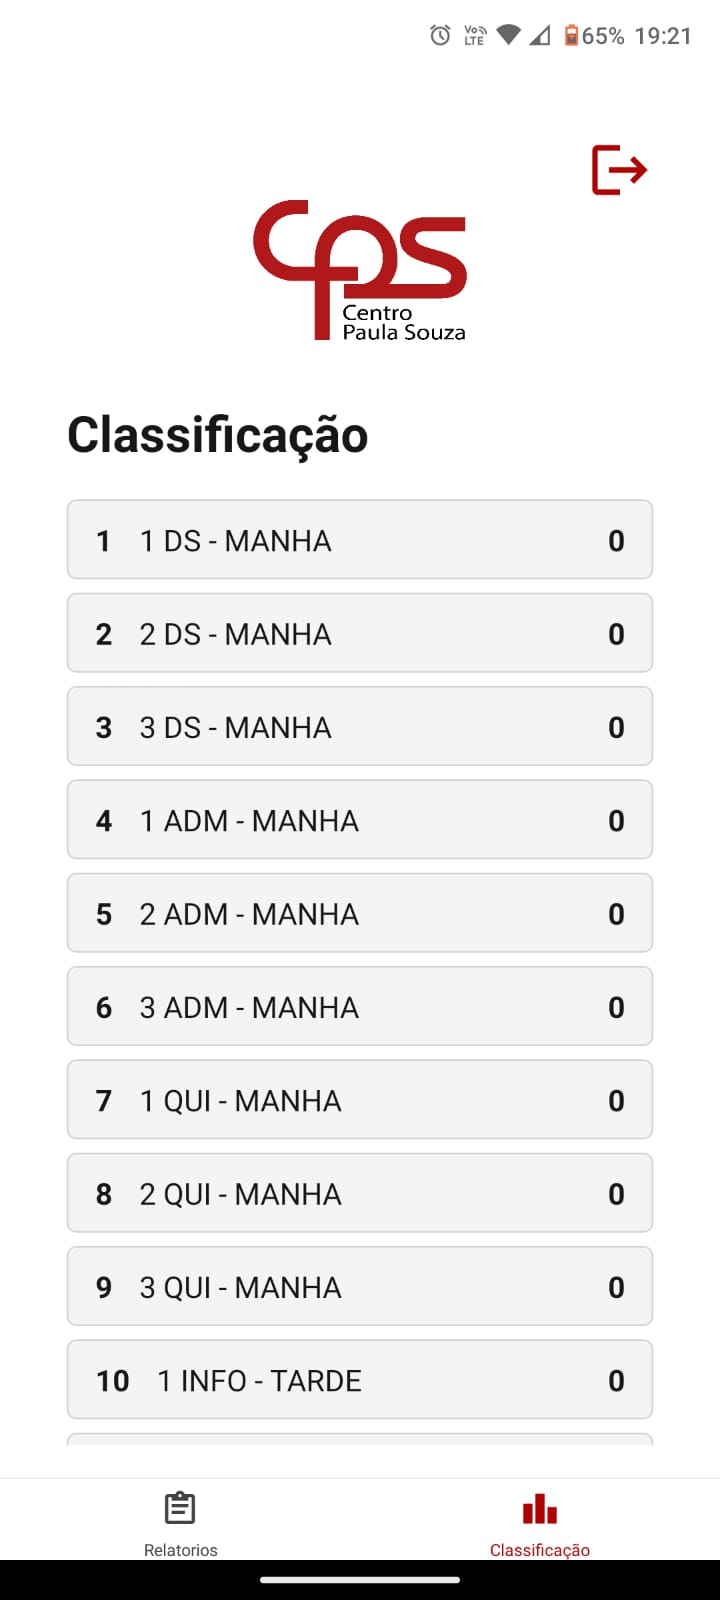 Vo)) LTE 65% 19:21
Centro
Paula Souza
Classificação
1 1 DS - MANHA 0
2 2 DS - MANHA 0
3 3 DS - MANHA 0
4 1 ADM - MANHA 0
5 2 ADM - MANHA 0
6 3 ADM - MANHA 0
7 1 QUI - MANHA 0
8 2 QUI - MANHA 0
9 3 QUI - MANHA 0
10 1 INFO - TARDE 0
Relatorios Classificação